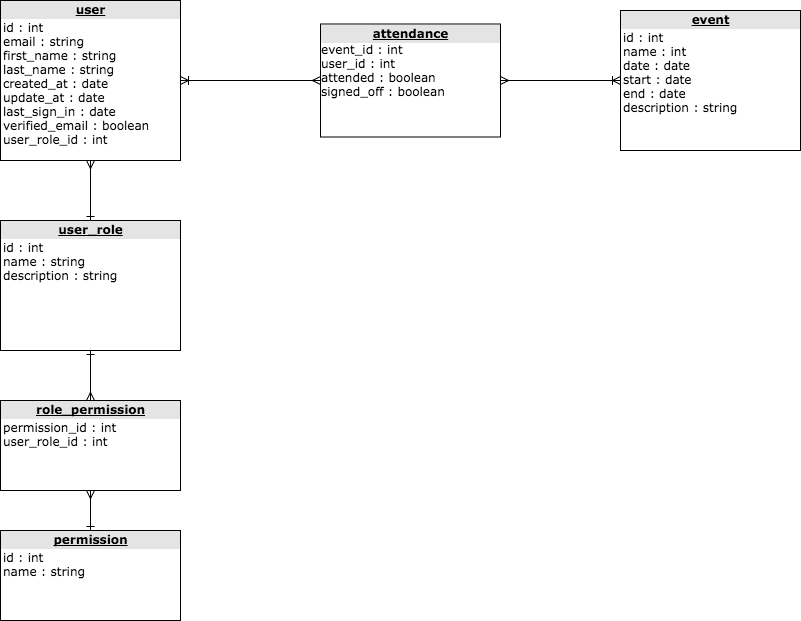 user
id : int
email : string
first_name : string
last_name : string
created_at : date
update_at : date
last_sign_in : date
verified_email : boolean
user_role_id : int
attendance
event_id : int
user_id : int
attended : boolean
signed_off : boolean
event
id : int
name : int
date : date
start : date
end : date
description : string
user_role
id : int
name : string
description : string
role_permission
permission_id : int
user_role_id : int
permission
id : int
name : string